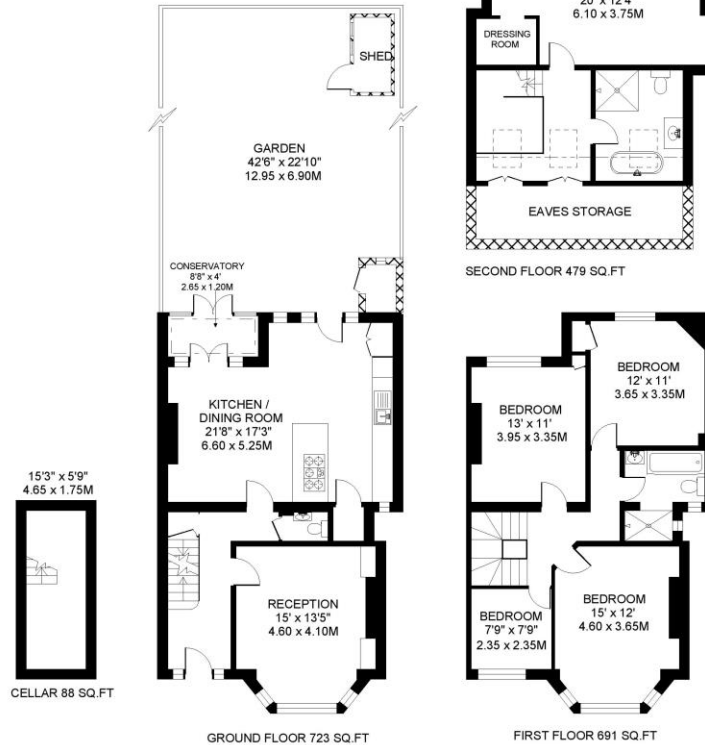 20' x 12'4"
6.10 x 3.75M
DRESSING
ROOM
EAVES STORAGE
SECOND FLOOR 479 SQ.FT
SHED
GARDEN
42'6" x 22'10"
12.95 x 6.90M
CONSERVATORY
8'8" x 4'
2.65 x 1.20M
KITCHEN /
DINING ROOM
21'8" x 17'3"
6.60 x 5.25M
RECEPTION
15' x 13'5"
4.60 x 4.10M
GROUND FLOOR 723 SQ.FT
15'3" x 5'9"
4.65 x 1.75M
CELLAR 88 SQ.FT
BEDROOM
12' x 11'
3.65 x 3.35M
BEDROOM
13' x 11'
3.95 x 3.35M
BEDROOM
7'9" x 7'9"
2.35 x 2.35M
BEDROOM
15' x 12'
4.60 x 3.65M
FIRST FLOOR 691 SQ.FT